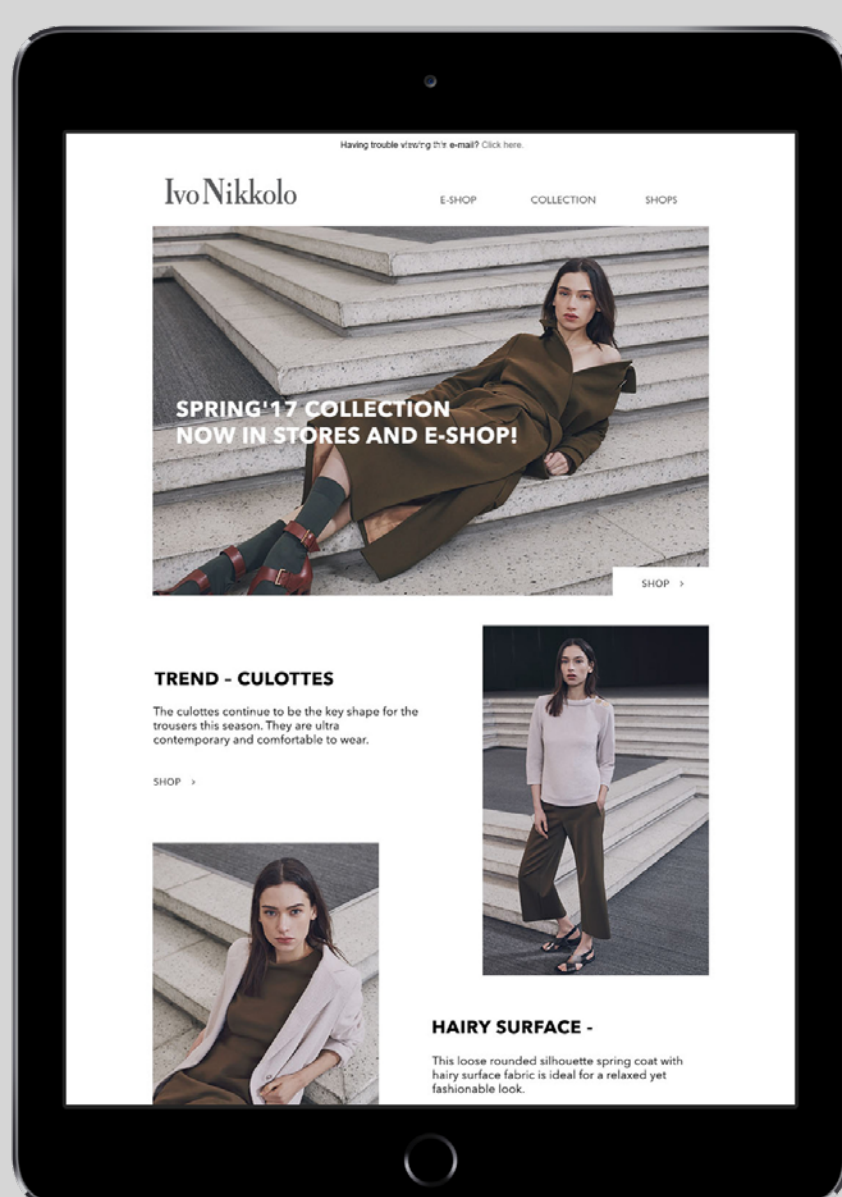 Having trouble viewing this e-mail? Click here.
Ivo Nikkolo
E-SHOP COLLECTION SHOPS
SPRING'17 COLLECTION
NOW IN STORES AND E-SHOP!
SHOP >
TREND - CULOTTES
The culottes continue to be the key shape for the
trousers this season. They are ultra
contemporary and comfortable to wear.
SHOP >
HAIRY SURFACE -
This loose rounded silhouette spring coat with
hairy surface fabric is ideal for a relaxed yet
fashionable look.